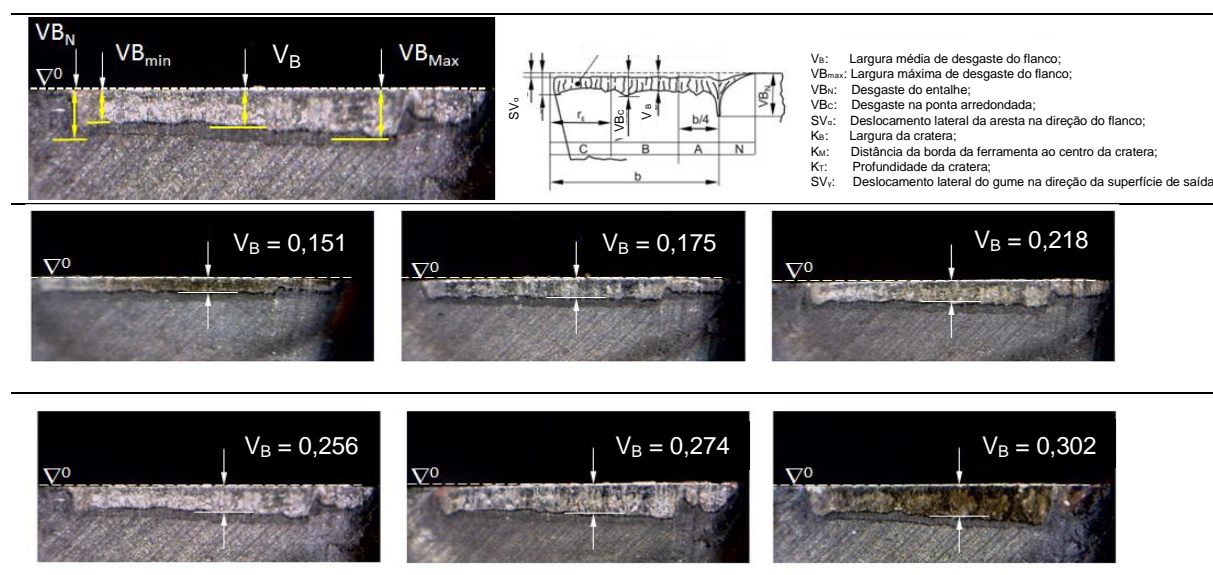 VB_N
VB_min
V_B
VB_Max
∇0
SVα
rε
VB_C
V_B
b/4
VB_N
C
B
A
N
b
V_B: Largura média de desgaste do flanco;
VB_max: Largura máxima de desgaste do flanco;
VB_N: Desgaste do entalhe;
VB_C: Desgaste na ponta arredondada;
SVα: Deslocamento lateral da aresta na direção do flanco;
K_B: Largura da cratera;
K_M: Distância da borda da ferramenta ao centro da cratera;
K_T: Profundidade da cratera;
SVγ: Deslocamento lateral do gume na direção da superfície de saída
V_B = 0,151
∇0
V_B = 0,175
∇0
V_B = 0,218
∇0
V_B = 0,256
∇0
V_B = 0,274
∇0
V_B = 0,302
∇0